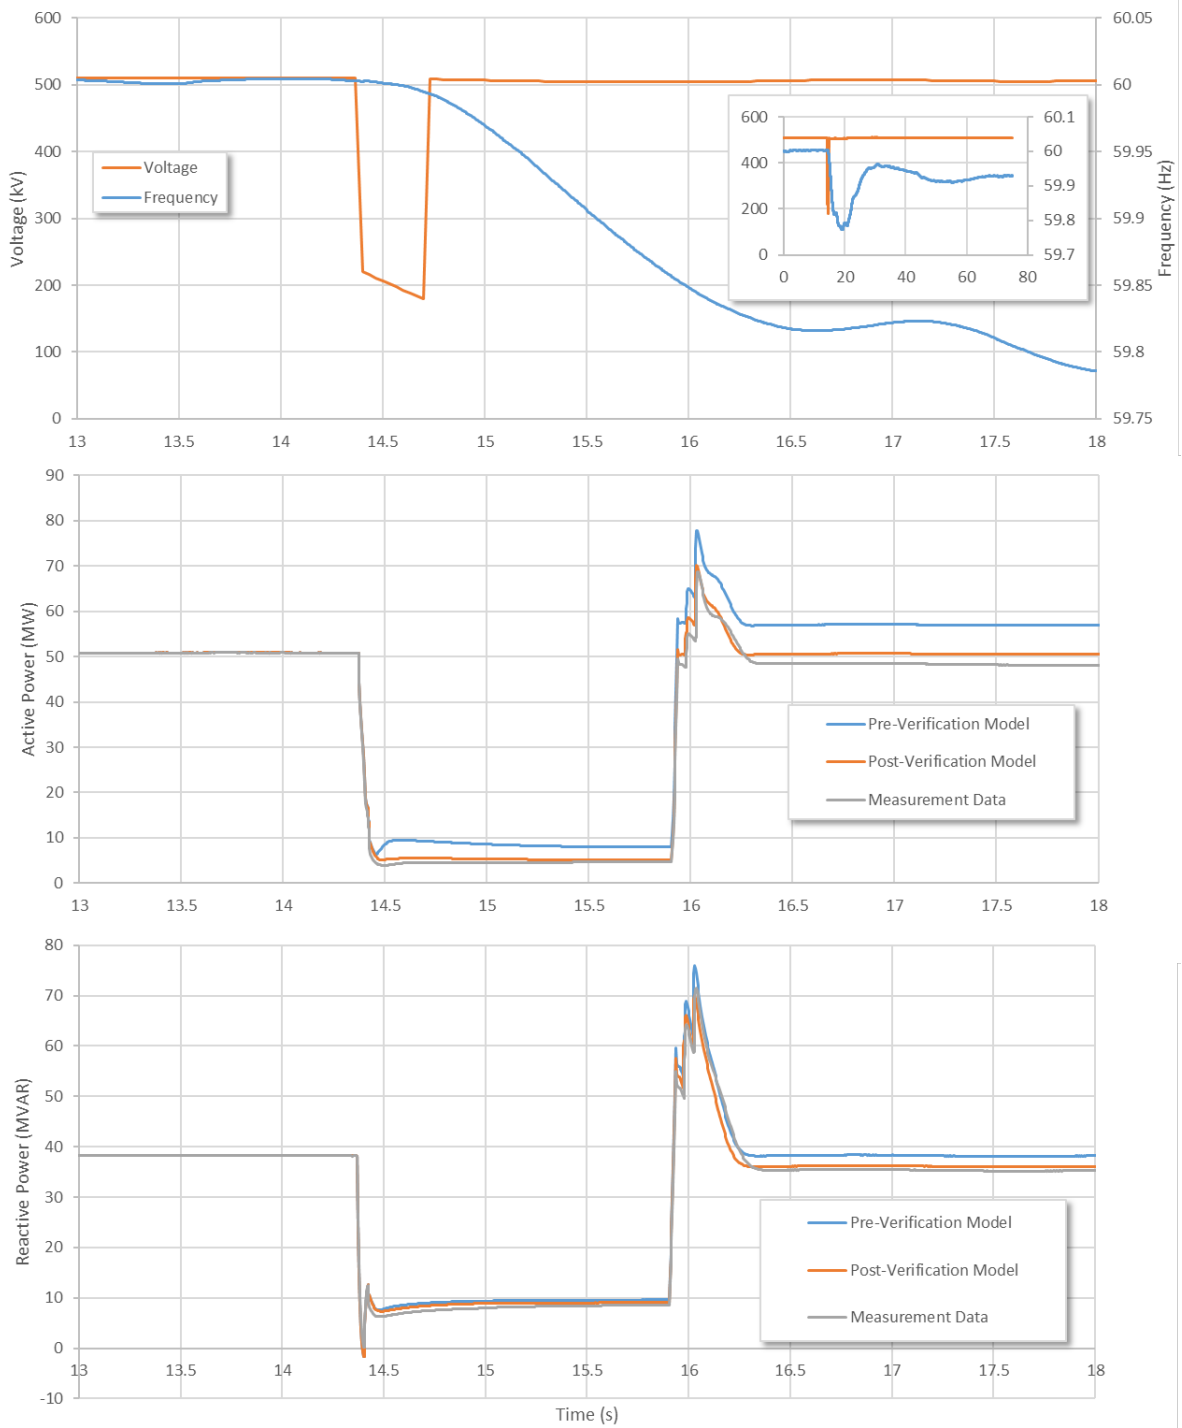 600
500
400
300
200
100
0
Voltage (kV)
60.05
60
59.95
59.9
59.85
59.8
59.75
Frequency (Hz)
Voltage
Frequency
600
400
200
0
60.1
60
59.9
59.8
59.7
0 20 40 60 80
13 13.5 14 14.5 15 15.5 16 16.5 17 17.5 18
90
80
70
60
50
40
30
20
10
0
Active Power (MW)
Pre-Verification Model
Post-Verification Model
Measurement Data
13 13.5 14 14.5 15 15.5 16 16.5 17 17.5 18
80
70
60
50
40
30
20
10
0
-10
Reactive Power (MVAR)
Pre-Verification Model
Post-Verification Model
Measurement Data
13 13.5 14 14.5 15 15.5 16 16.5 17 17.5 18
Time (s)